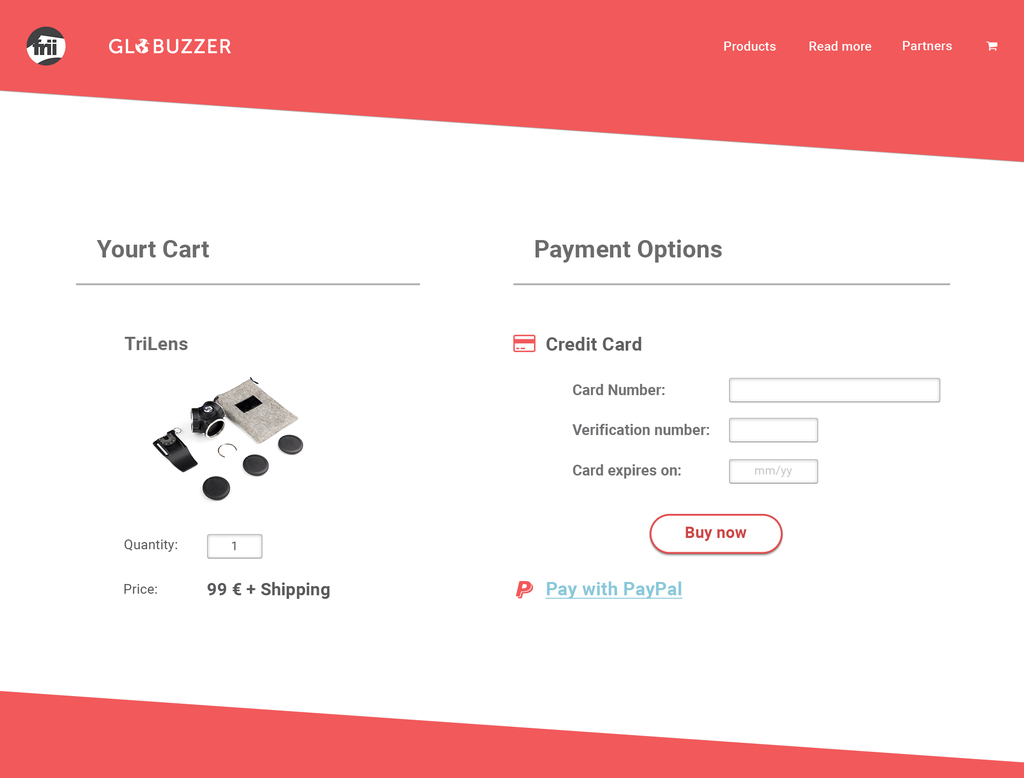 frii
GLOBUZZER
Products
Read more
Partners
Yourt Cart
TriLens
Quantity:
1
Price:
99 € + Shipping
Payment Options
Credit Card
Card Number:
Verification number:
Card expires on:
mm/yy
Buy now
Pay with PayPal